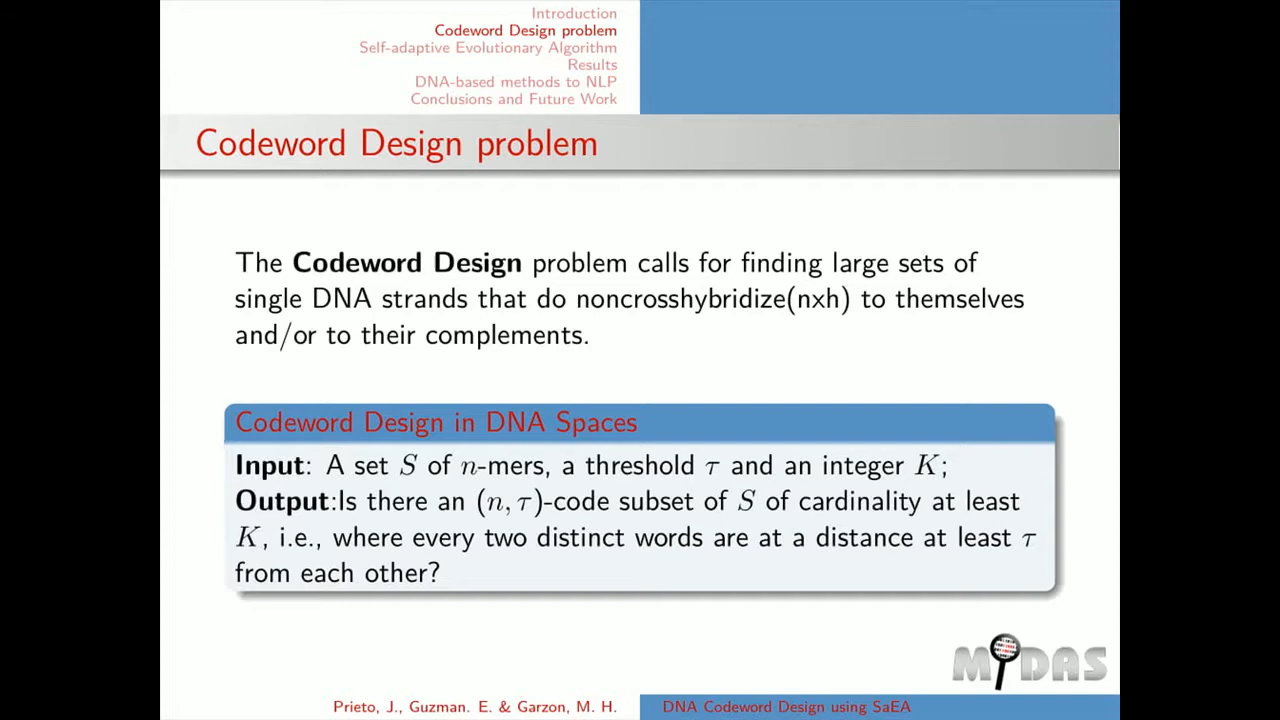 Introduction
Codeword Design problem
Self-adaptive Evolutionary Algorithm
Results
DNA-based methods to NLP
Conclusions and Future Work
Codeword Design problem
The Codeword Design problem calls for finding large sets of
single DNA strands that do noncrosshybridize(nxh) to themselves
and/or to their complements.
Codeword Design in DNA Spaces
Input: A set S of n-mers, a threshold τ and an integer K;
Output:Is there an (n, τ)-code subset of S of cardinality at least
K, i.e., where every two distinct words are at a distance at least τ
from each other?
MIDAS
Prieto, J., Guzman. E. & Garzon, M. H.
DNA Codeword Design using SaEA